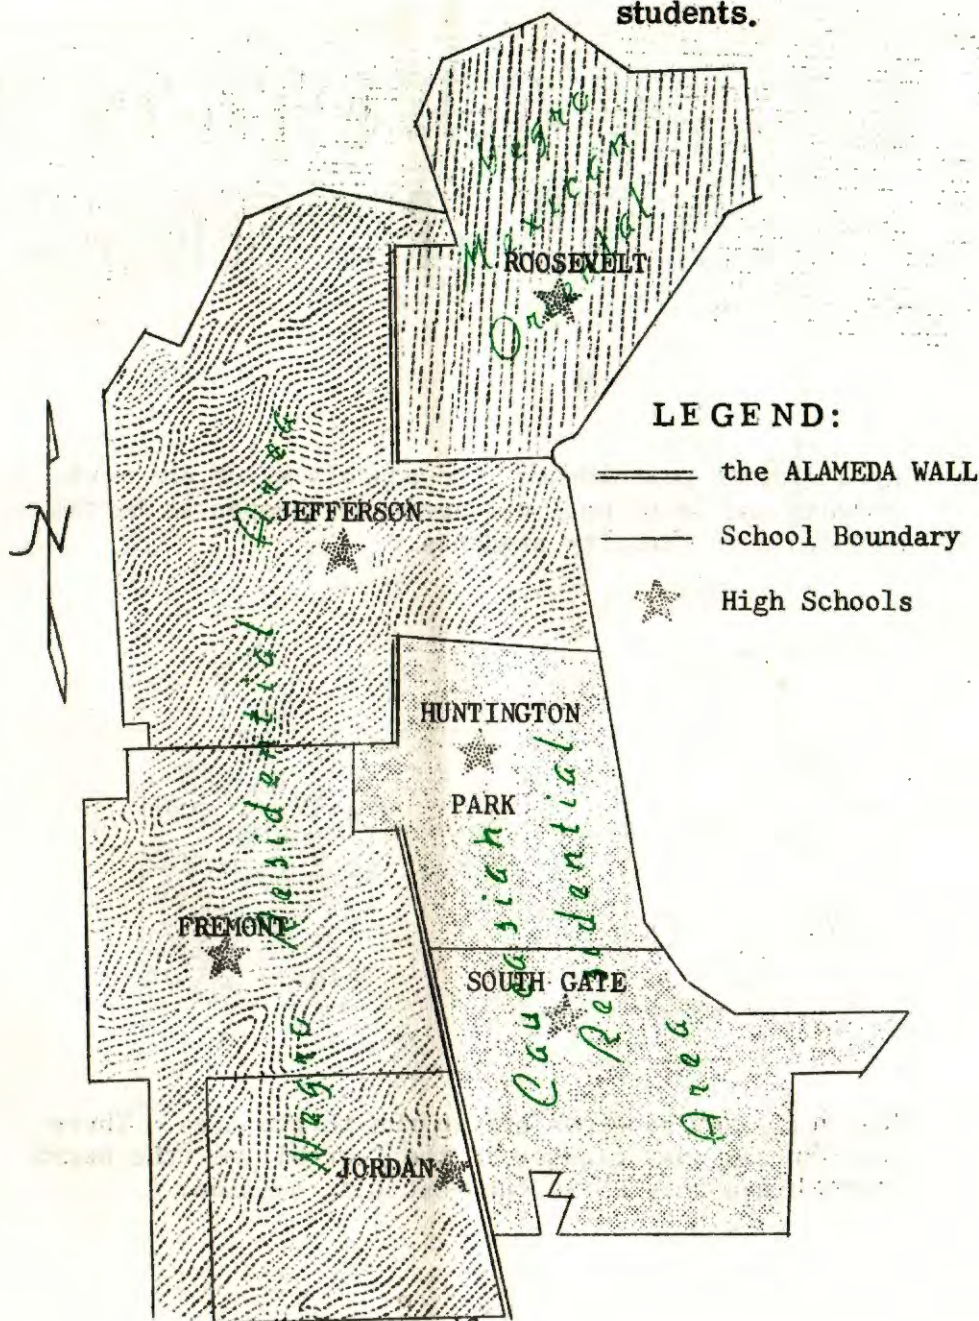 students.
Negro
Mexican
Oriental
ROOSEVELT
LEGEND:
the ALAMEDA WALL
School Boundary
High Schools
N
Negro Residential Area
JEFFERSON
HUNTINGTON
PARK
FREMONT
SOUTH GATE
Caucasian
Residential
Area
JORDAN